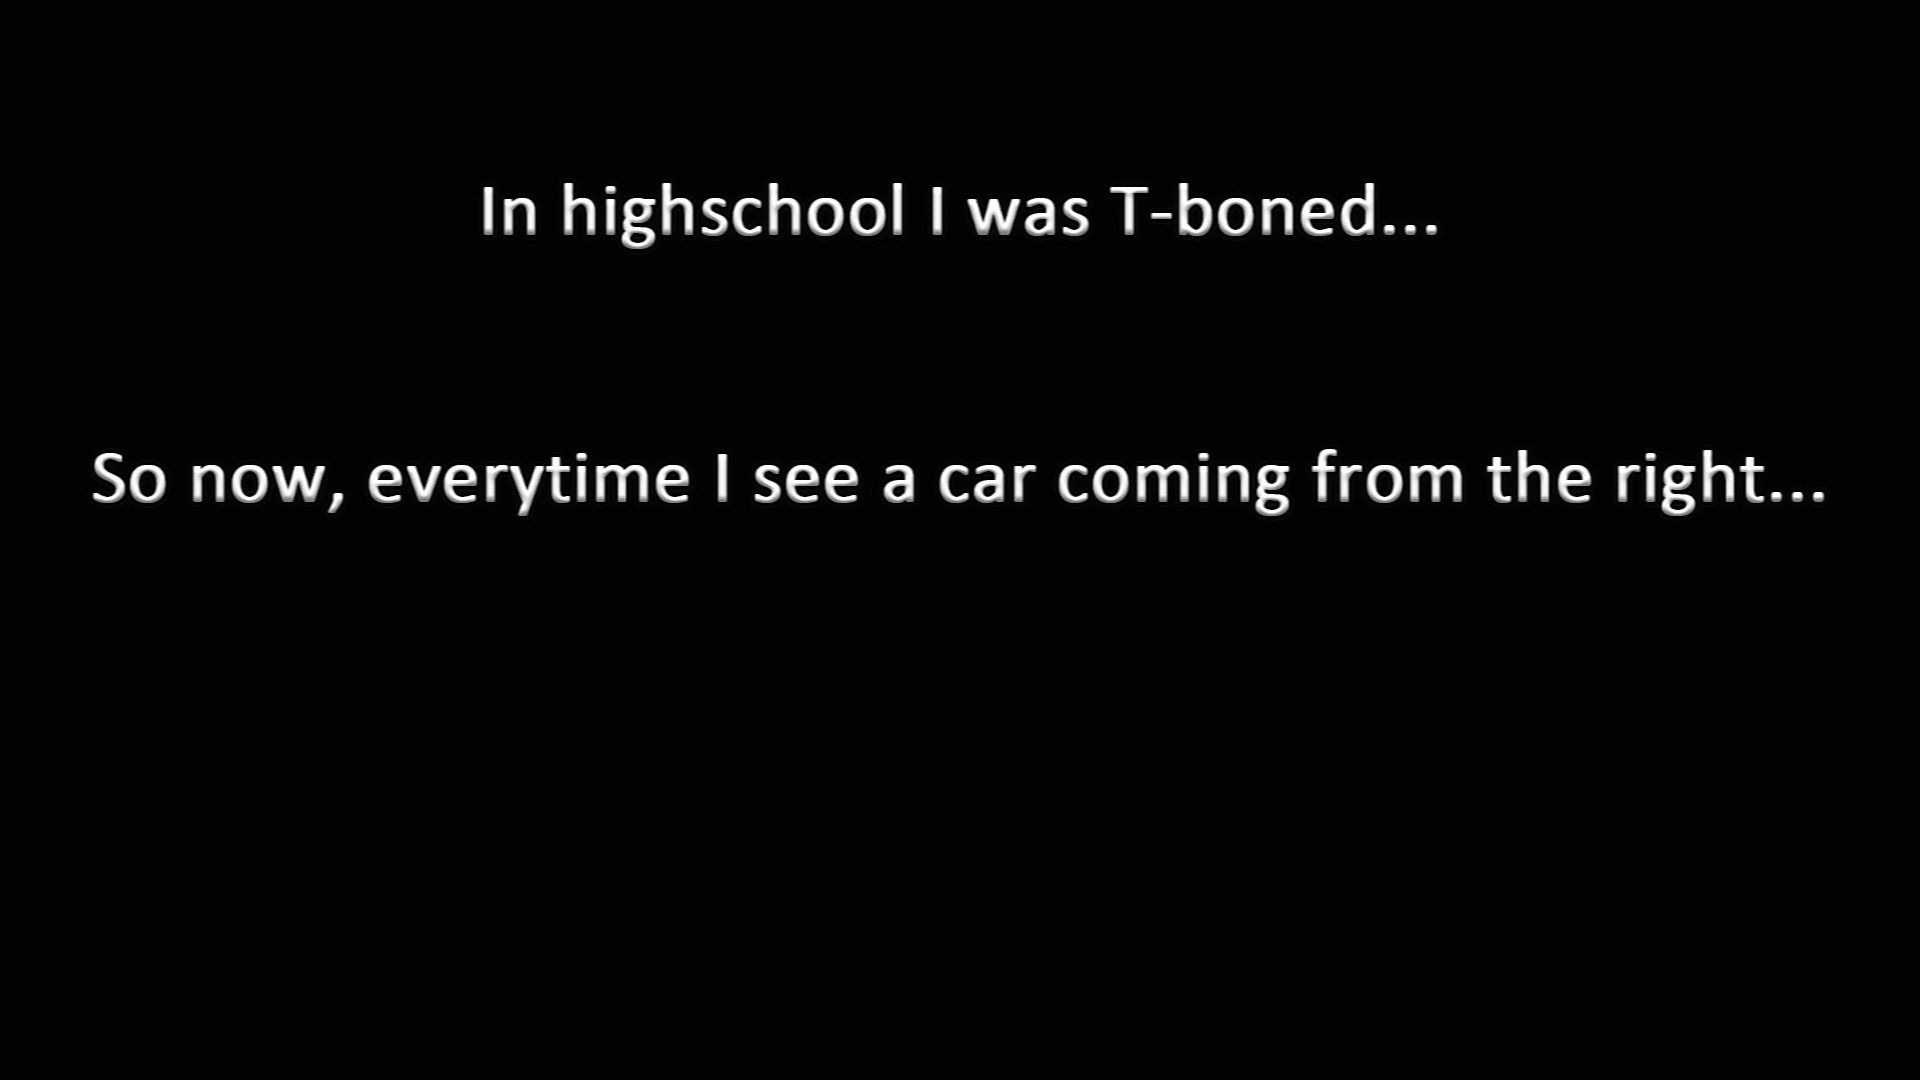 In highschool I was T-boned...
So now, everytime I see a car coming from the right...